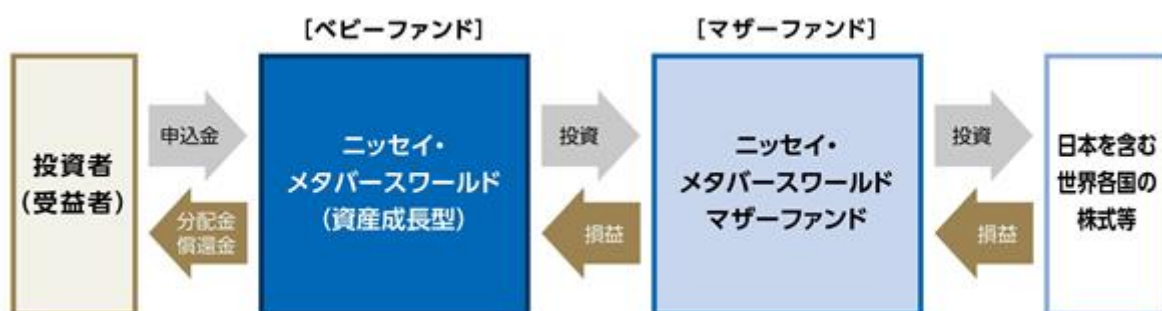 [ベビーファンド]
[マザーファンド]
投資者
(受益者)
申込金
分配金
償還金
ニッセイ・
メタバースワールド
(資産成長型)
投資
損益
ニッセイ・
メタバースワールド
マザーファンド
投資
損益
日本を含む
世界各国の
株式等